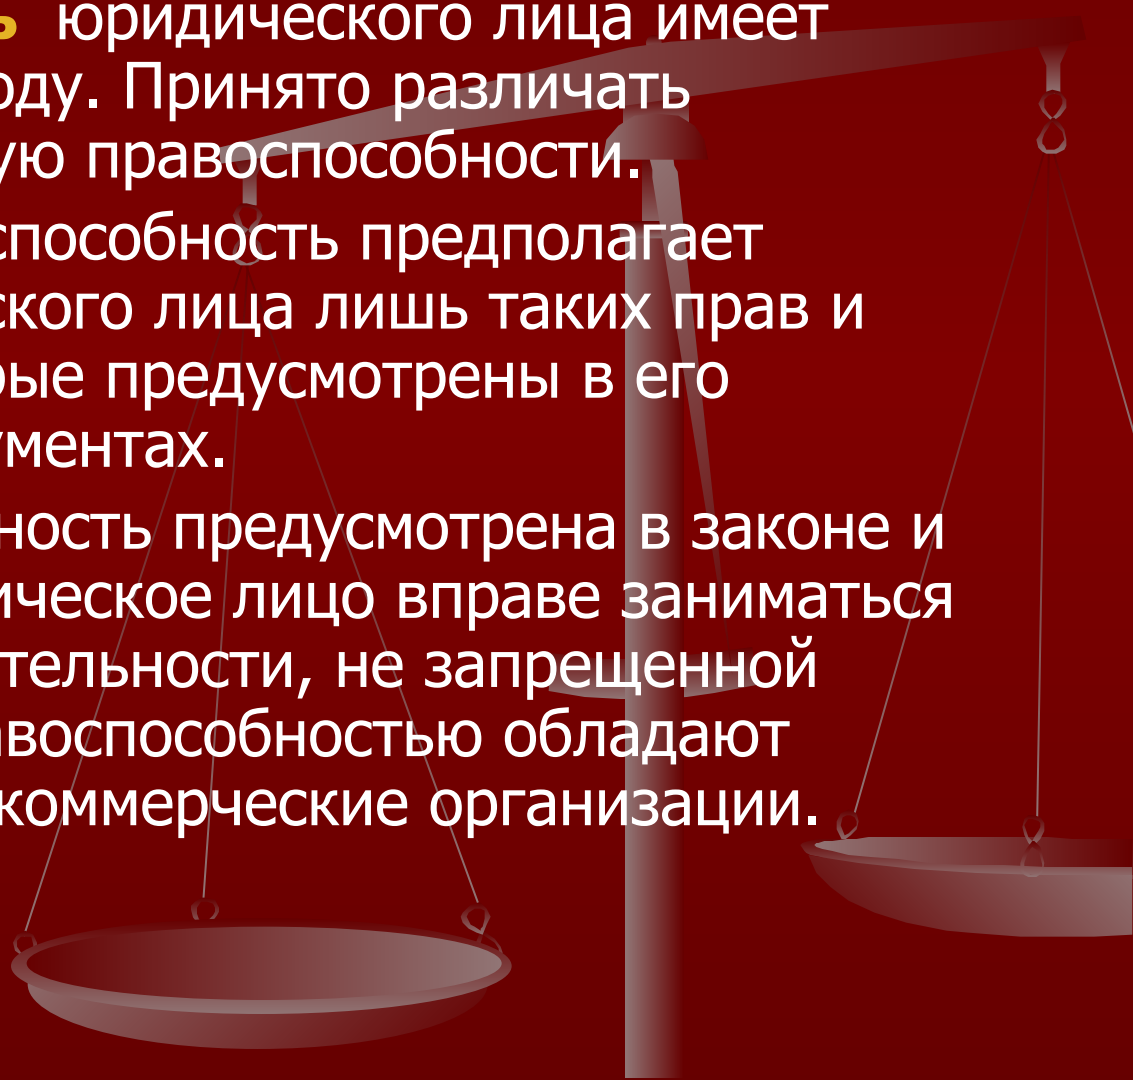 ь юридического лица имеет
оду. Принято различать
ую правоспособности.
способность предполагает
ского лица лишь таких прав и
рые предусмотрены в его
ументах.
ность предусмотрена в законе и
ическое лицо вправе заниматься
тельности, не запрещенной
авоспособностью обладают
коммерческие организации.